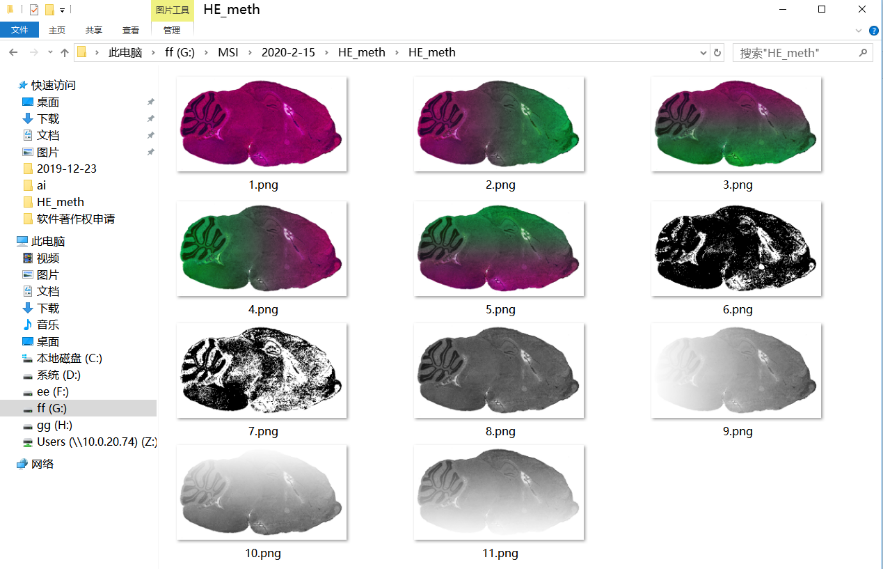 图片工具
HE_meth
文件 主页 共享 查看 管理
此电脑 ff (G:) MSI 2020-2-15 HE_meth HE_meth
搜索"HE_meth"
快速访问
桌面
下载
文档
图片
2019-12-23
ai
HE_meth
软件著作权申请
此电脑
视频
图片
文档
下载
音乐
桌面
本地磁盘 (C:)
系统 (D:)
ee (F:)
ff (G:)
gg (H:)
Users (\\10.0.20.74) (Z:)
网络
1.png 2.png 3.png
4.png 5.png 6.png
7.png 8.png 9.png
10.png 11.png